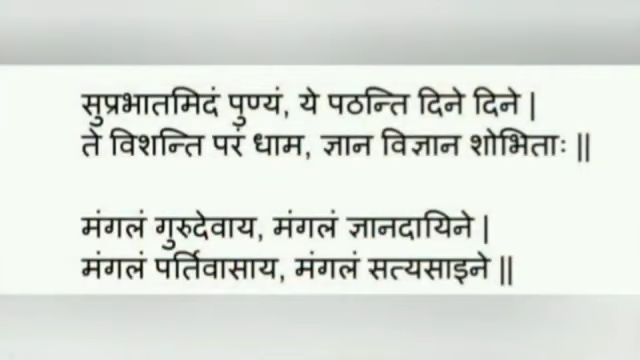 सुप्रभातमिदं पुण्यं, ये पठन्ति दिने दिने |
ते विशन्ति परं धाम, ज्ञान विज्ञान शोभिताः ||
मंगलं गुरुदेवाय, मंगलं ज्ञानदायिने |
मंगलं पर्तिवासाय, मंगलं सत्यसाइने ||